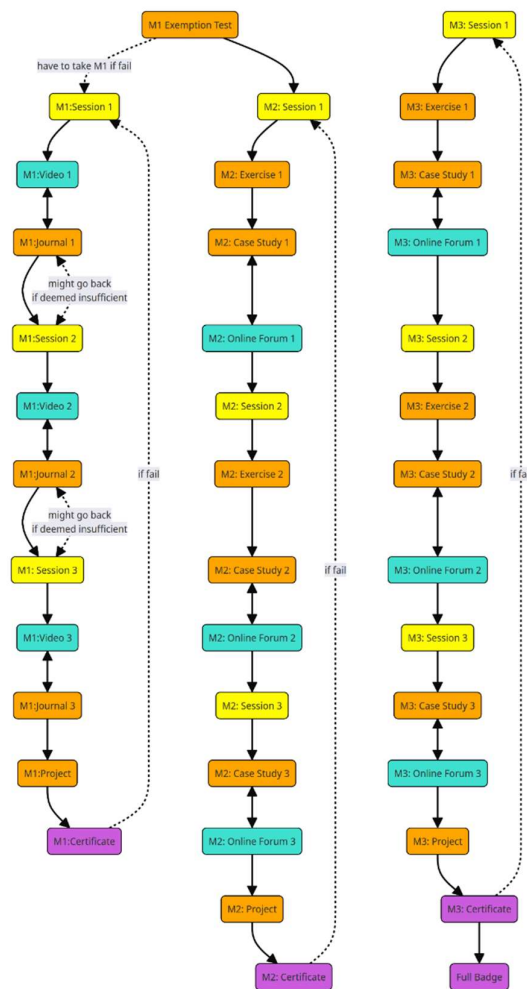 M1 Exemption Test
have to take M1 if fail
M1:Session 1
M1:Video 1
M1:Journal 1
might go back
if deemed insufficient
M1:Session 2
M1:Video 2
M1:Journal 2
might go back
if deemed insufficient
M1: Session 3
M1:Video 3
M1:Journal 3
M1:Project
M1:Certificate
if fail
M2: Session 1
M2: Exercise 1
M2: Case Study 1
M2: Online Forum 1
M2: Session 2
M2: Exercise 2
M2: Case Study 2
M2: Online Forum 2
M2: Session 3
M2: Case Study 3
M2: Online Forum 3
M2: Project
M2: Certificate
if fail
M3: Session 1
M3: Exercise 1
M3: Case Study 1
M3: Online Forum 1
M3: Session 2
M3: Exercise 2
M3: Case Study 2
M3: Online Forum 2
M3: Session 3
M3: Case Study 3
M3: Online Forum 3
M3: Project
M3: Certificate
Full Badge
if fa